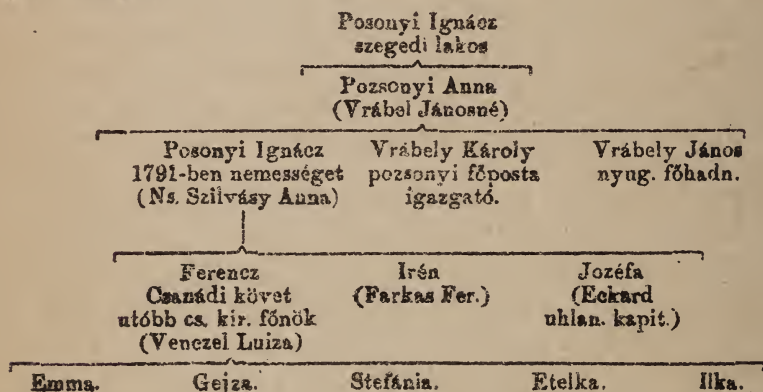 Posonyi Ignácz
szegedi lakos
Pozsonyi Anna
(Vrábel Jánosné)
Posonyi Ignácz
1791-ben nemességet
(Ns. Szilvásy Anna)
Vrábely Károly
pozsonyi főposta
igazgató.
Vrábely János
nyug. főhadn.
Ferencz
Csanádi követ
utóbb cs. kir. főnök
(Venczel Luiza)
Irén
(Farkas Fer.)
Jozéfa
(Eckard
uhlan. kapit.)
Emma. Gejza. Stefánia. Etelka. Ilka.